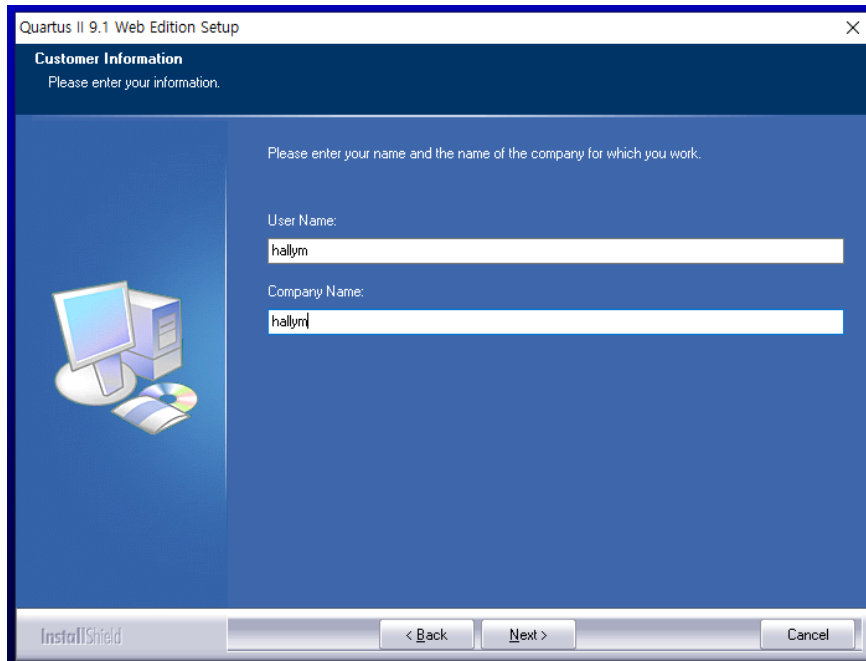 Quartus II 9.1 Web Edition Setup
Customer Information
Please enter your information.
Please enter your name and the name of the company for which you work.
User Name:
hallym
Company Name:
hallym
InstallShield
< Back
Next >
Cancel